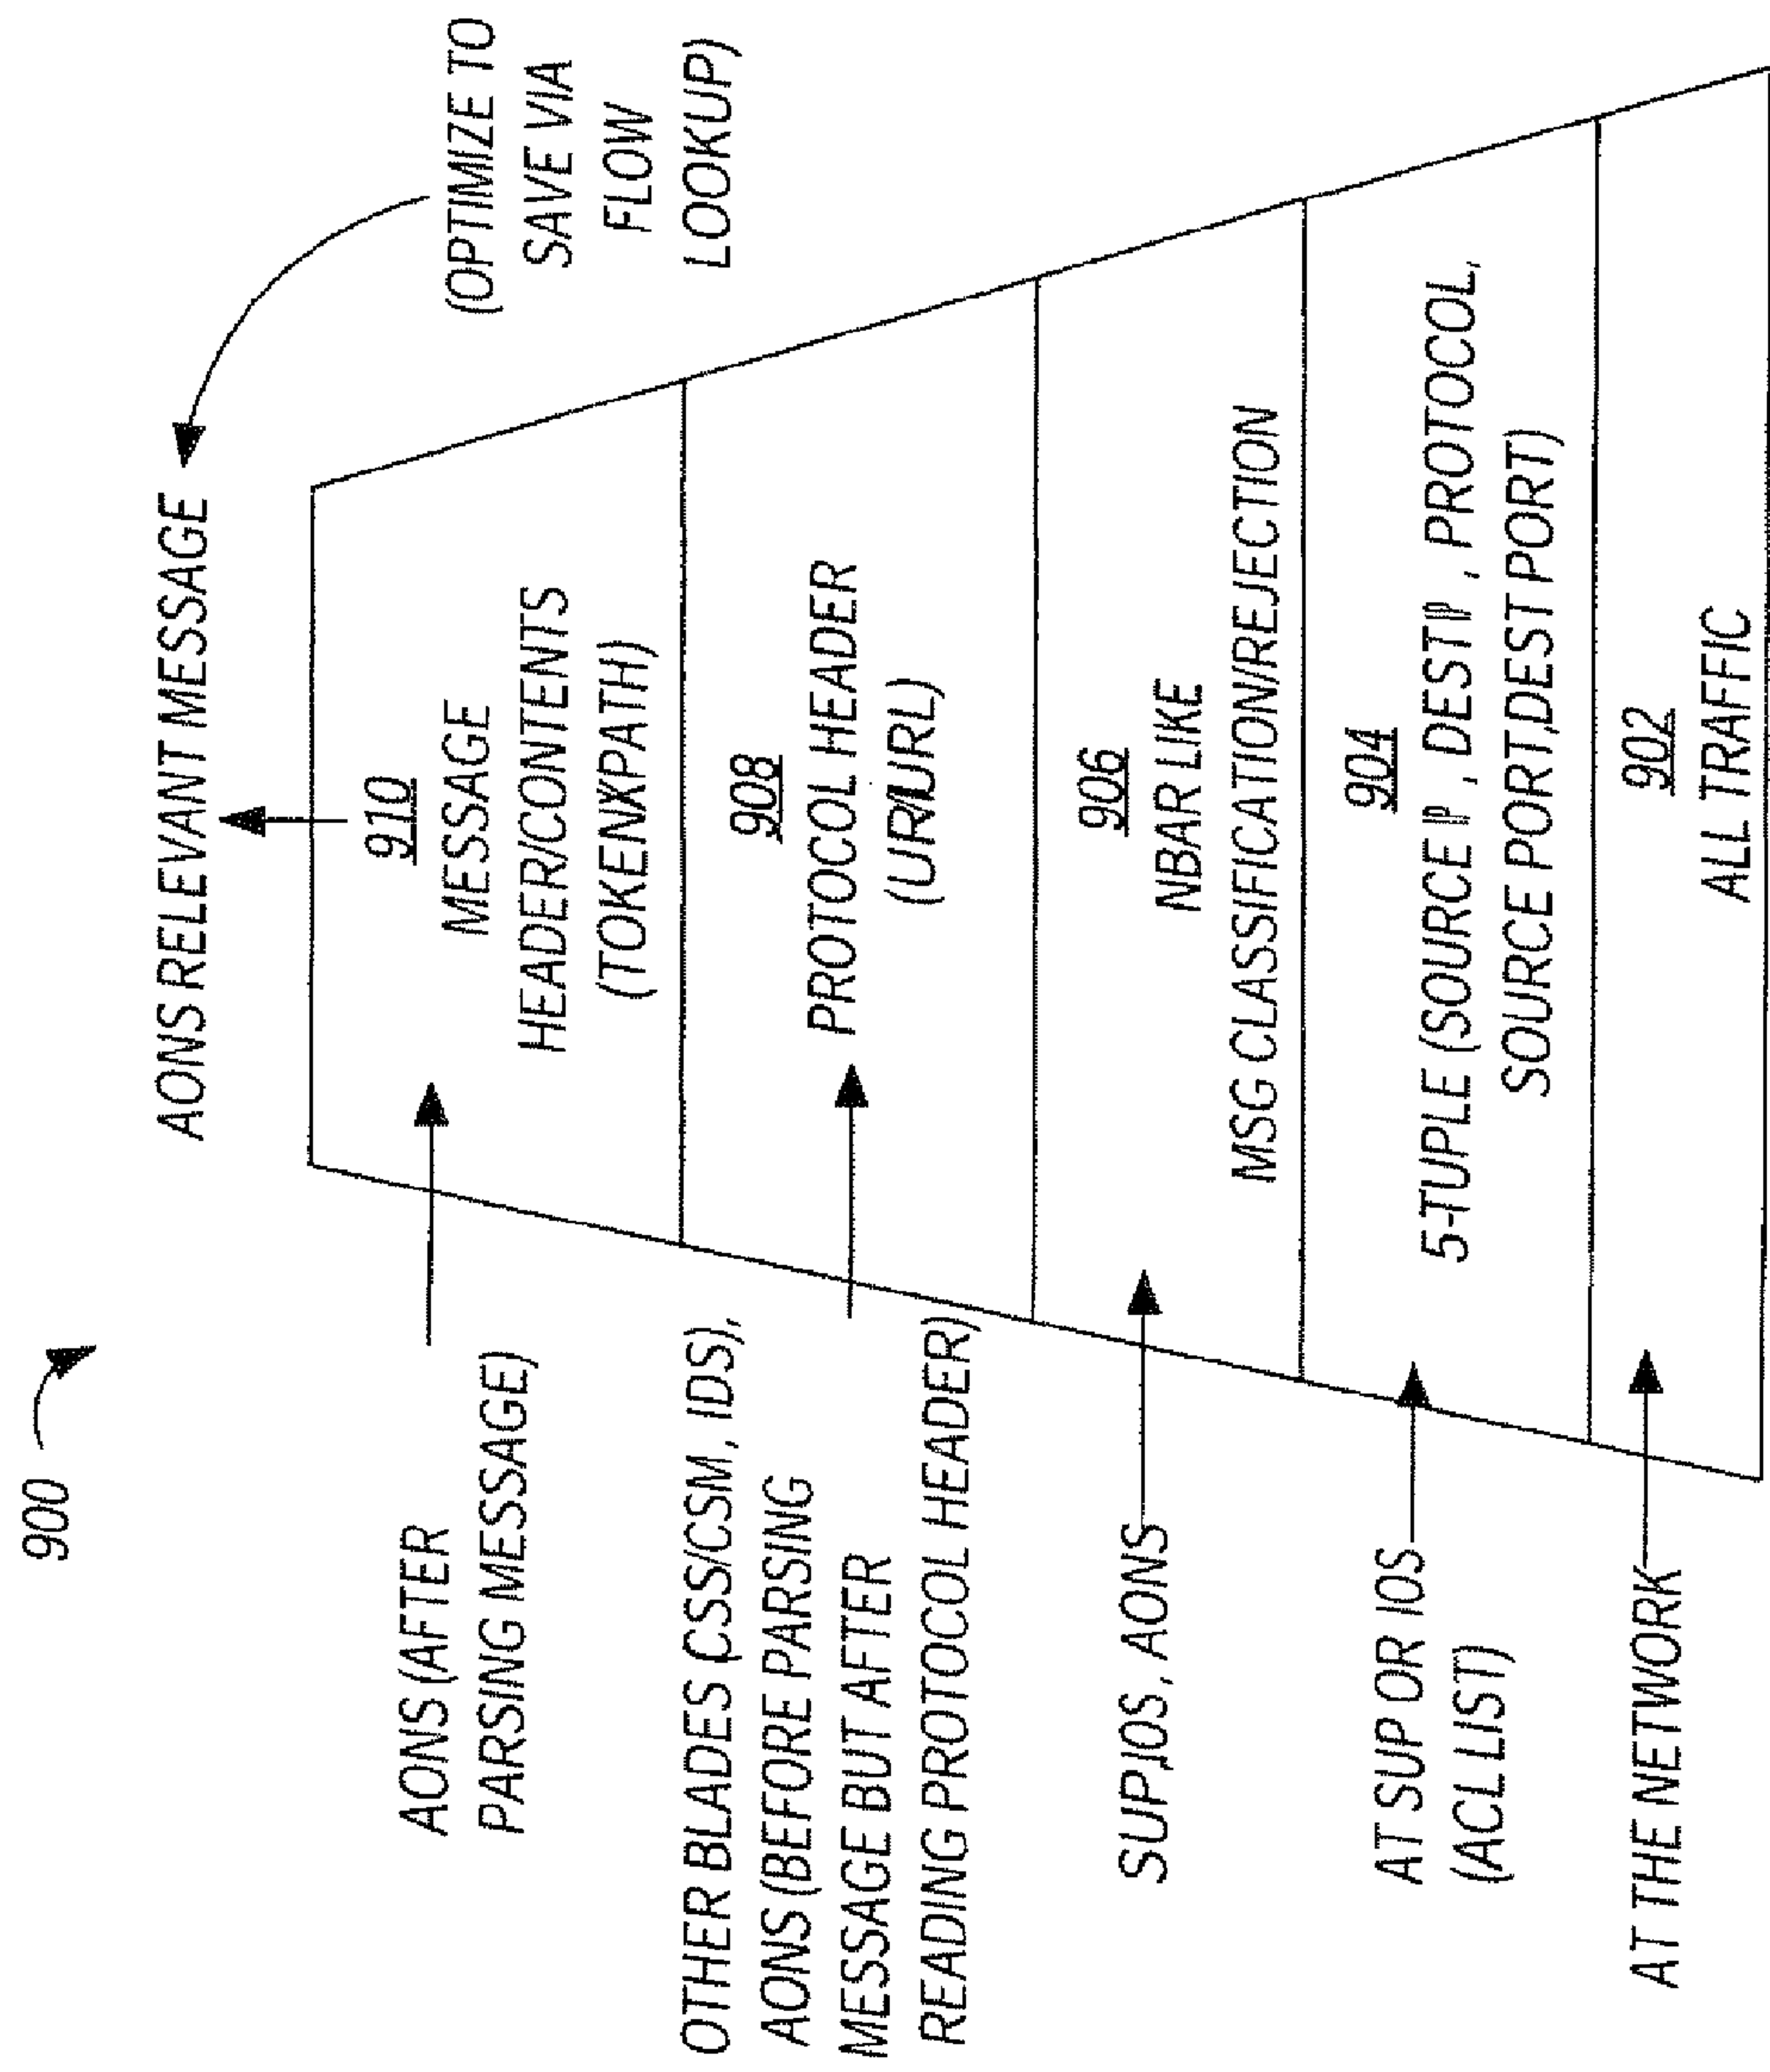 900
AONS RELEVANT MESSAGE
(OPTIMIZE TO
SAVE VIA
FLOW
LOOKUP)
AONS (AFTER
PARSING MESSAGE)
910
MESSAGE
HEADER/CONTENTS
(TOKENXPATH)
OTHER BLADES (CSS/CSM, IDS),
AONS (BEFORE PARSING
MESSAGE BUT AFTER
READING PROTOCOL HEADER)
908
PROTOCOL HEADER
(URI/URL)
SUP,IOS, AONS
906
NBAR LIKE
MSG CLASSIFICATION/REJECTION
AT SUP OR IOS
(ACL LIST)
904
5-TUPLE (SOURCE IP, DEST IP, PROTOCOL,
SOURCE PORT,DEST PORT)
AT THE NETWORK
902
ALL TRAFFIC